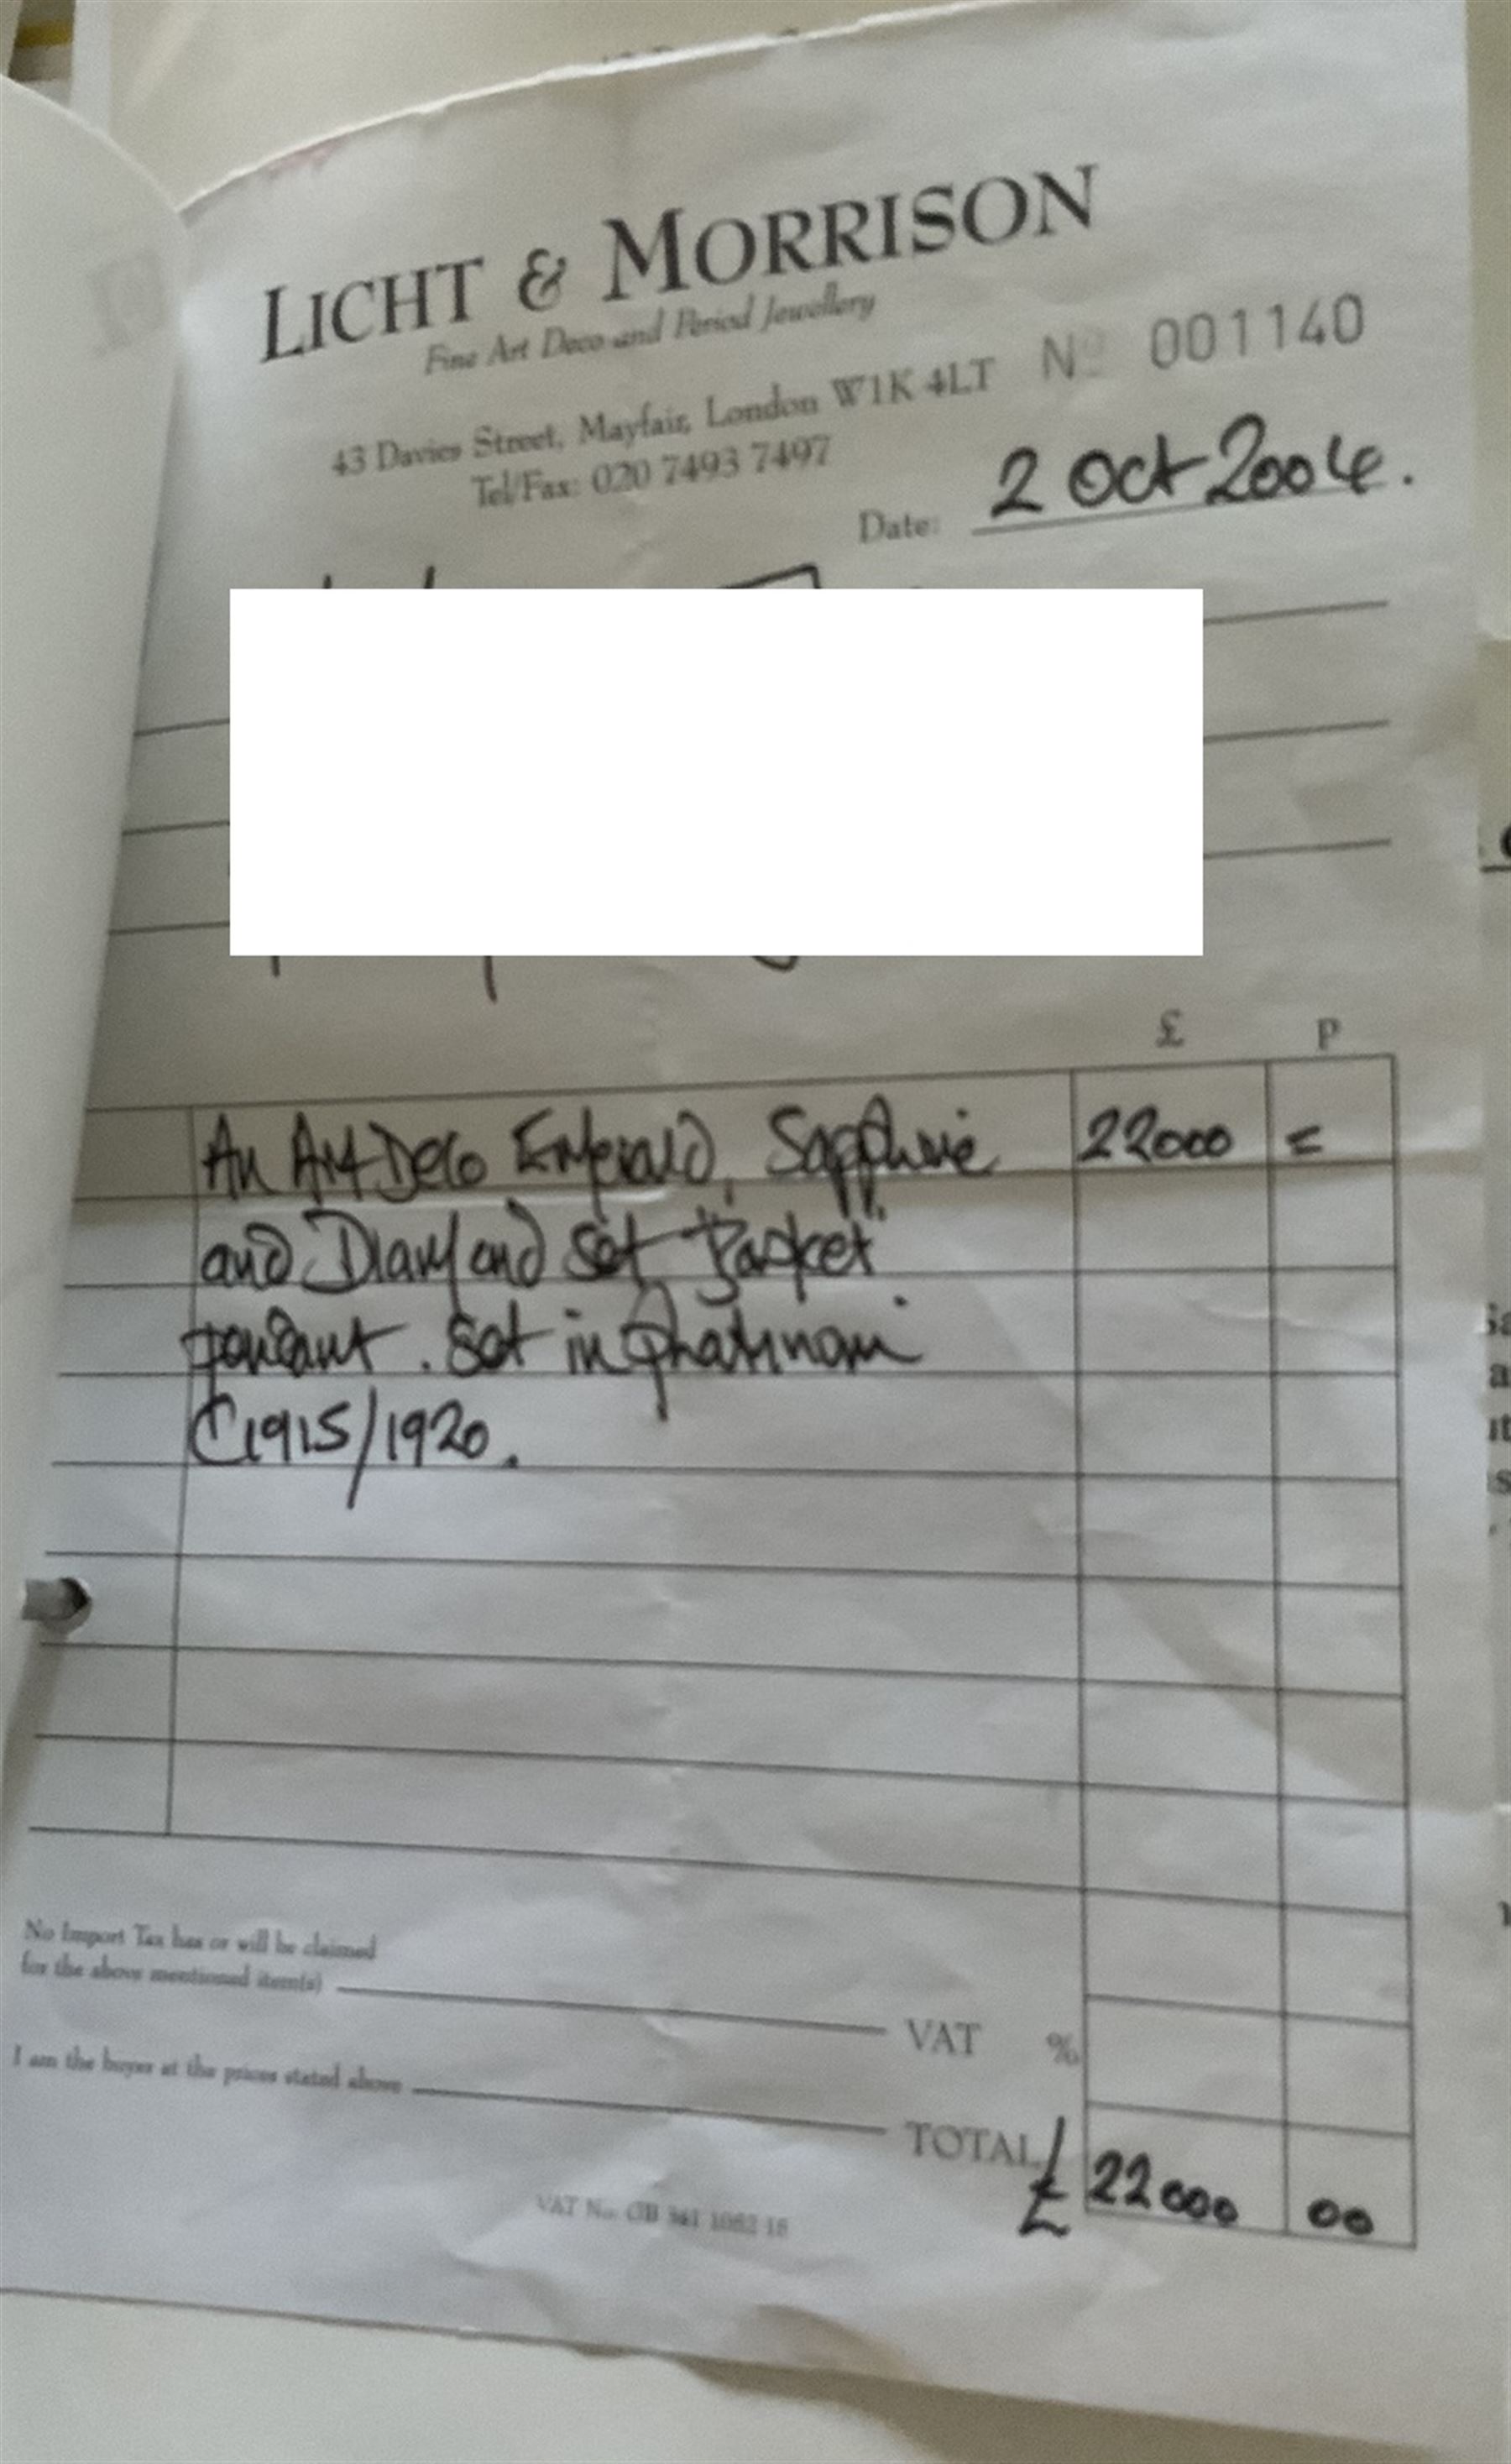 LICHT & MORRISON
Fine Art Deco and Period Jewellery
43 Davies Street, Mayfair, London W1K 4LT
Nº 001140
Tel/Fax: 020 7493 7497
Date: 2 Oct 2004.
£ P
An Art Deco Emerald, Sapphire 22000 =
and Diamond set "Basket"
pendant. Set in platinum
C1915/1920.
No Import Tax has or will be claimed
for the above mentioned item(s)
VAT %
I am the buyer at the prices stated above
TOTAL £ 22000 00
VAT No. GB